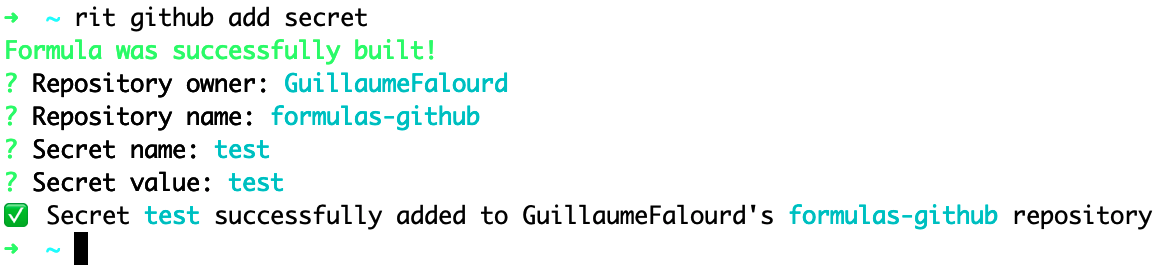 ➜ ~ rit github add secret
Formula was successfully built!
? Repository owner: GuillaumeFalourd
? Repository name: formulas-github
? Secret name: test
? Secret value: test
✅ Secret test successfully added to GuillaumeFalourd's formulas-github repository
➜ ~